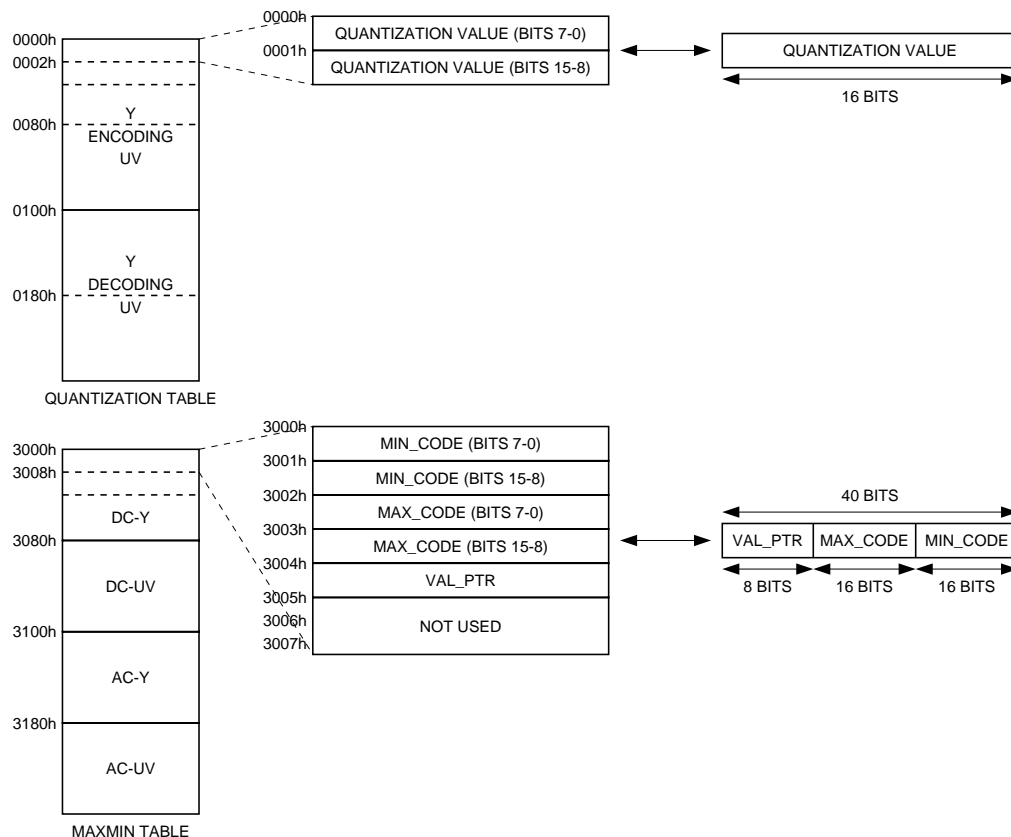 0000h
0002h
0080h
0100h
0180h
Y
ENCODING
UV
Y
DECODING
UV
QUANTIZATION TABLE
0000h
0001h
QUANTIZATION VALUE (BITS 7-0)
QUANTIZATION VALUE (BITS 15-8)
QUANTIZATION VALUE
16 BITS
3000h
3008h
3080h
3100h
3180h
DC-Y
DC-UV
AC-Y
AC-UV
MAXMIN TABLE
3000h
3001h
3002h
3003h
3004h
3005h
3006h
3007h
MIN_CODE (BITS 7-0)
MIN_CODE (BITS 15-8)
MAX_CODE (BITS 7-0)
MAX_CODE (BITS 15-8)
VAL_PTR
NOT USED
40 BITS
VAL_PTR MAX_CODE MIN_CODE
8 BITS 16 BITS 16 BITS